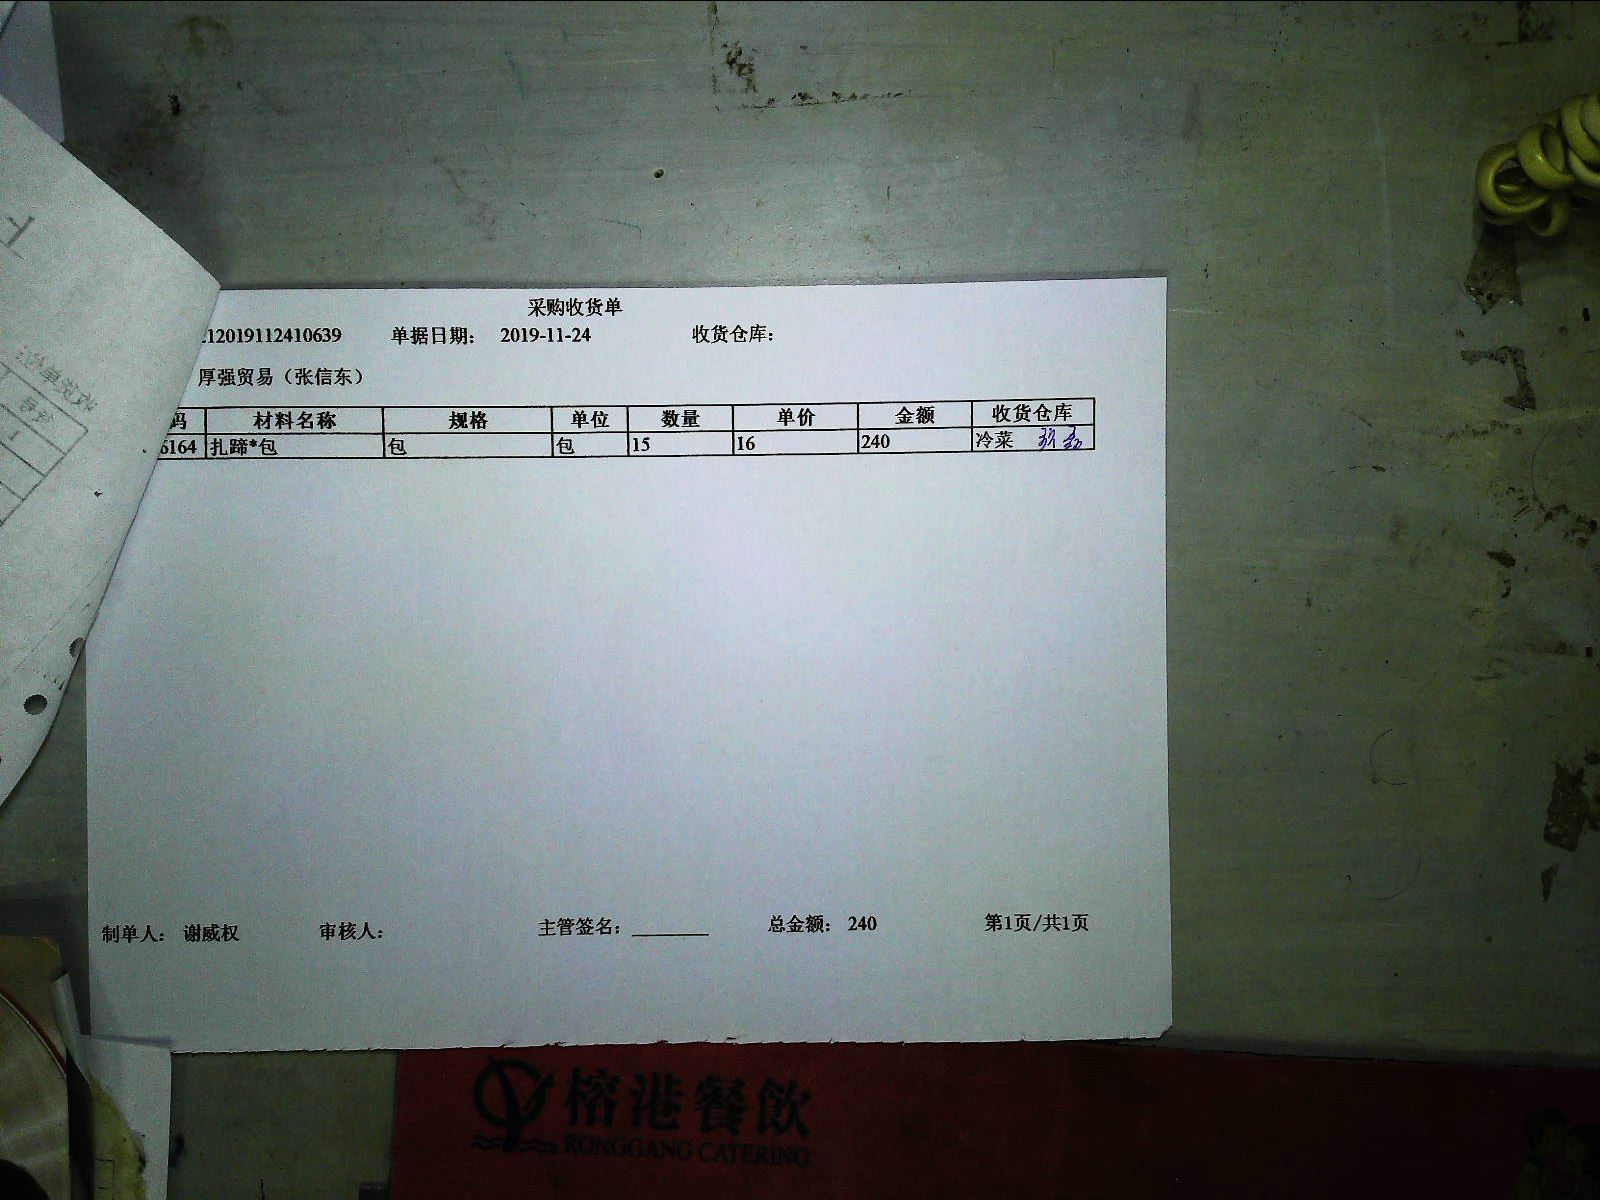 采购收货单
12019112410639 单据日期: 2019-11-24 收货仓库:
厚强贸易（张信东）
码 材料名称 规格 单位 数量 单价 金额 收货仓库
6164 扎蹄*包 包 包 15 16 240 冷菜
制单人: 谢威权 审核人: 主管签名: 总金额: 240 第1页/共1页
榕港餐飲
RONGGANG CATERING